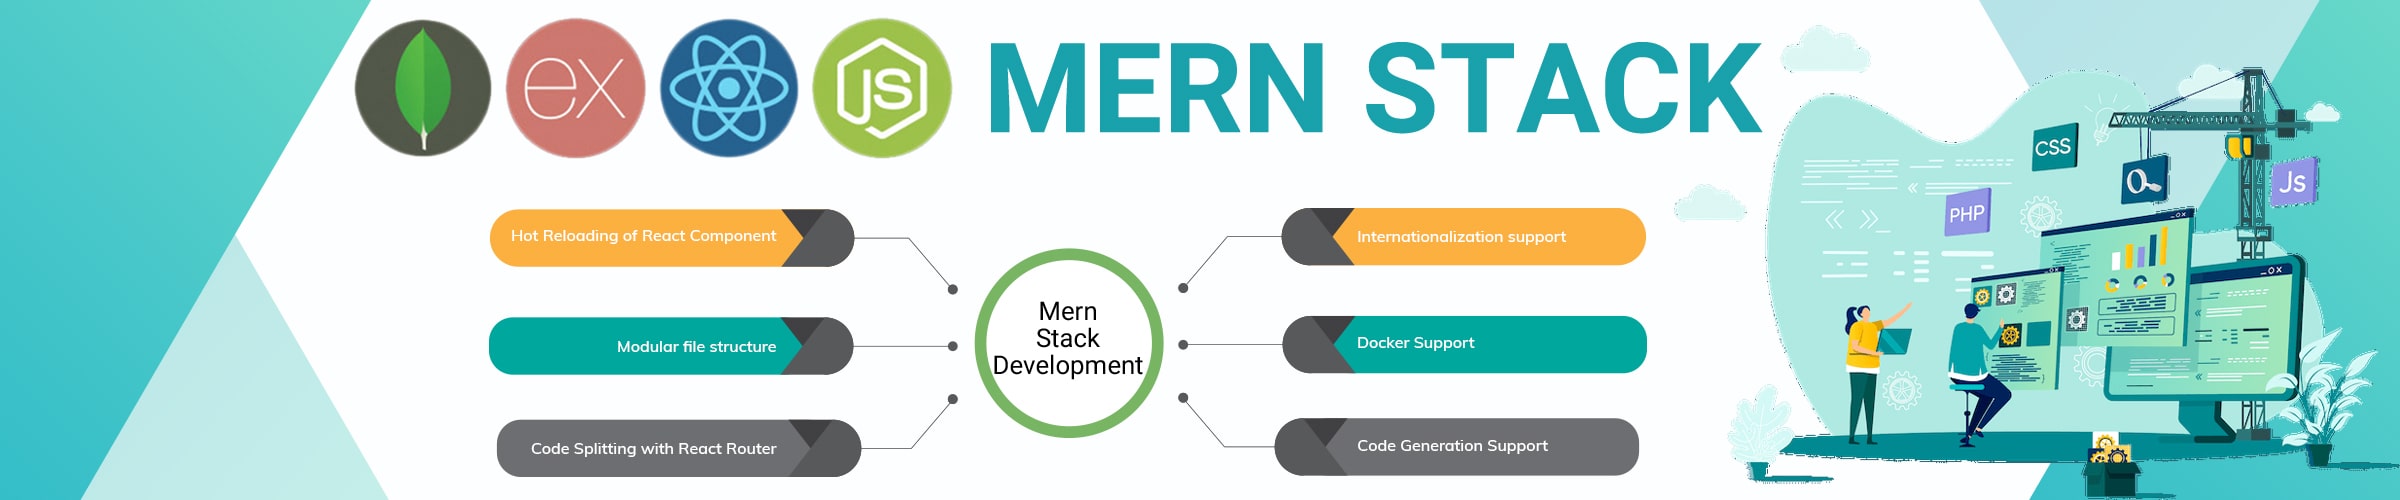 ex
JS
MERN STACK
Hot Reloading of React Component
Modular file structure
Code Splitting with React Router
Mern
Stack
Development
Internationalization support
Docker Support
Code Generation Support
CSS
PHP
Js